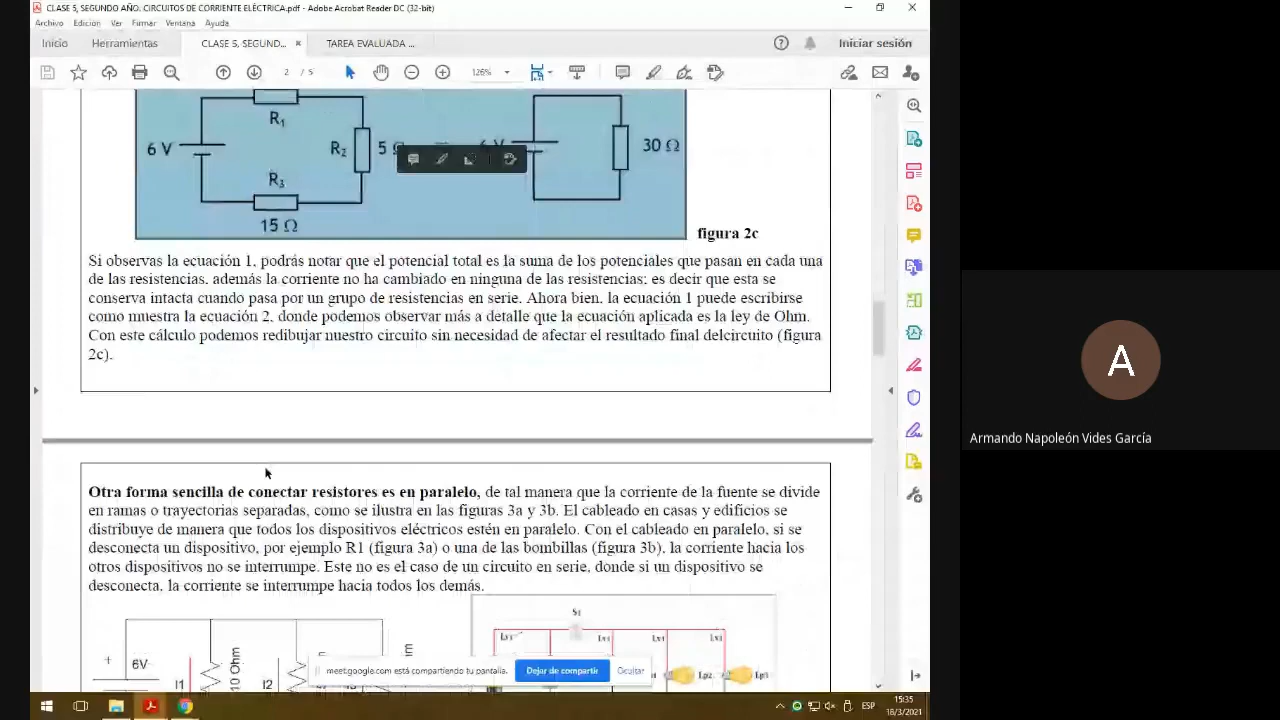 CLASE 5, SEGUNDO AÑO. CIRCUITOS DE CORRIENTE ELÉCTRICA.pdf - Adobe Acrobat Reader DC (32-bit)
Archivo Edición Ver Firmar Ventana Ayuda
Inicio Herramientas CLASE 5, SEGUND... × TAREA EVALUADA ... Iniciar sesión
2 / 5 126%
R1
6 V R2 5 6 V 30 Ω
R3
15 Ω
figura 2c
Si observas la ecuación 1, podrás notar que el potencial total es la suma de los potenciales que pasan en cada una
de las resistencias, además la corriente no ha cambiado en ninguna de las resistencias; es decir que esta se
conserva intacta cuando pasa por un grupo de resistencias en serie. Ahora bien, la ecuación 1 puede escribirse
como muestra la ecuación 2, donde podemos observar más a detalle que la ecuación aplicada es la ley de Ohm.
Con este cálculo podemos redibujar nuestro circuito sin necesidad de afectar el resultado final delcircuito (figura
2c).
Otra forma sencilla de conectar resistores es en paralelo, de tal manera que la corriente de la fuente se divide
en ramas o trayectorias separadas, como se ilustra en las figuras 3a y 3b. El cableado en casas y edificios se
distribuye de manera que todos los dispositivos eléctricos estén en paralelo. Con el cableado en paralelo, si se
desconecta un dispositivo, por ejemplo R1 (figura 3a) o una de las bombillas (figura 3b), la corriente hacia los
otros dispositivos no se interrumpe. Este no es el caso de un circuito en serie, donde si un dispositivo se
desconecta, la corriente se interrumpe hacia todos los demás.
S1
+ 6V I1 10 Ohm I2
Lp2
meet.google.com está compartiendo tu pantalla. Dejar de compartir Ocultar
ESP 15:35
18/3/2021
A
Armando Napoleón Vides García